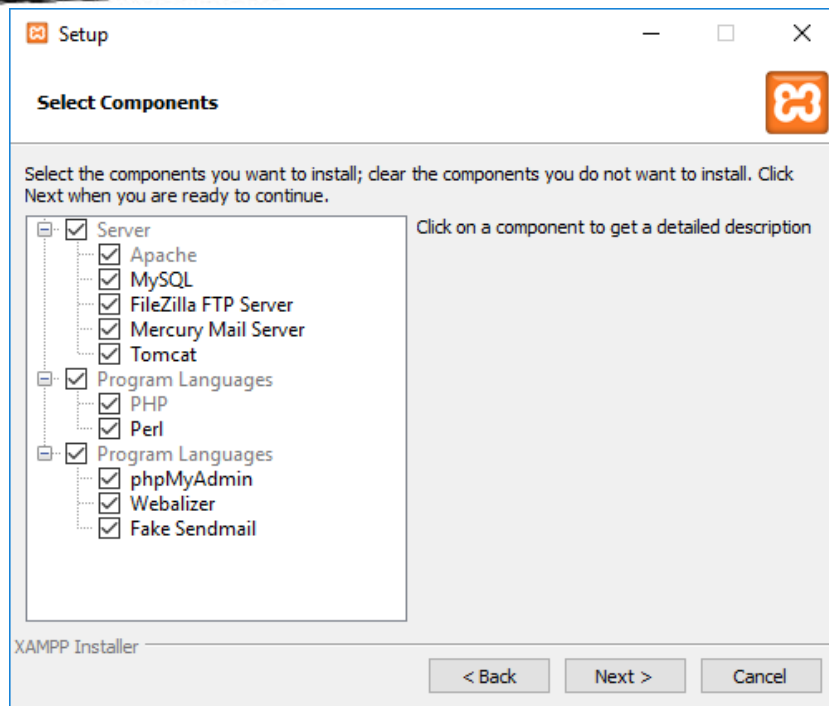 Setup
Select Components
Select the components you want to install; clear the components you do not want to install. Click
Next when you are ready to continue.
Server
Apache
MySQL
FileZilla FTP Server
Mercury Mail Server
Tomcat
Program Languages
PHP
Perl
Program Languages
phpMyAdmin
Webalizer
Fake Sendmail
Click on a component to get a detailed description
XAMPP Installer
< Back
Next >
Cancel